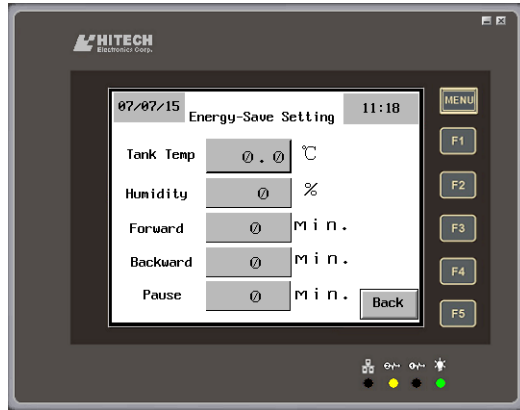 HITECH
Electronics Corp.
07/07/15
Energy-Save Setting
11:18
MENU
Tank Temp 0.0 ℃
F1
Humidity 0 %
F2
Forward 0 Min.
F3
Backward 0 Min.
F4
Pause 0 Min.
Back
F5